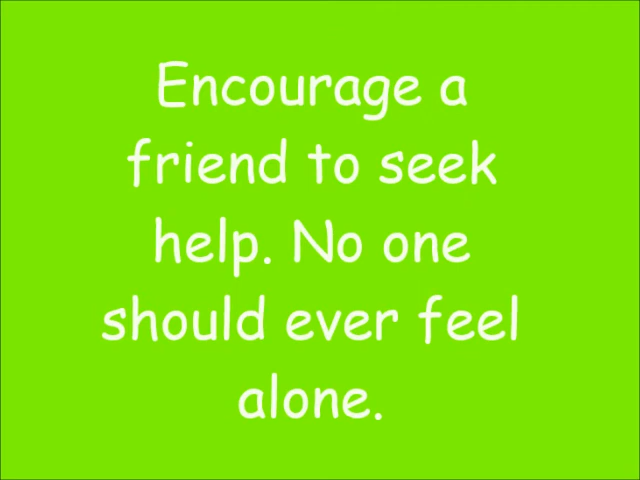 Encourage a
friend to seek
help. No one
should ever feel
alone.